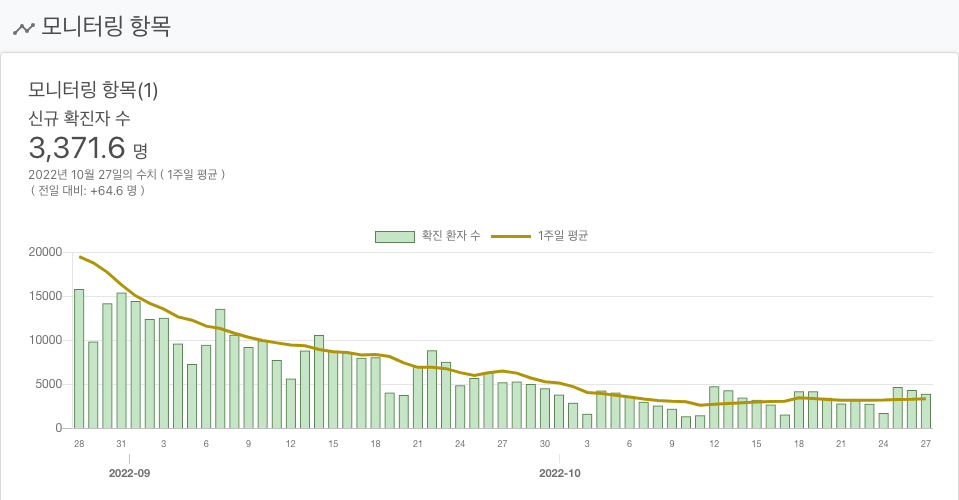 모니터링 항목
모니터링 항목(1)
신규 확진자 수
3,371.6 명
2022년 10월 27일의 수치 ( 1주일 평균 )
( 전일 대비: +64.6 명 )
확진 환자 수 1주일 평균
20000
15000
10000
5000
0
28 31 3 6 9 12 15 18 21 24 27 30 3 6 9 12 15 18 21 24 27
2022-09 2022-10